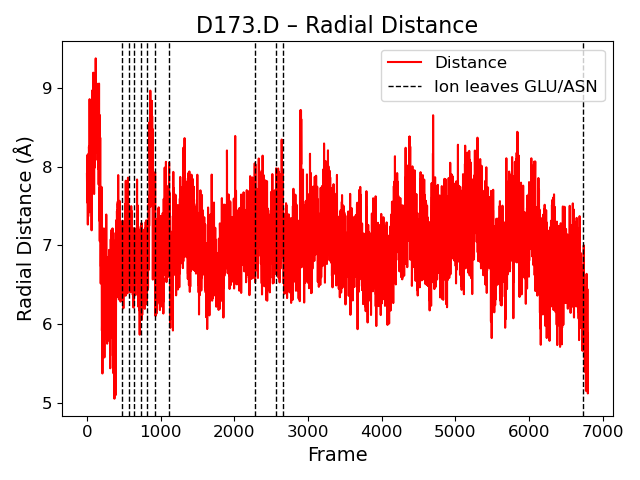 D173.D – Radial Distance
Distance
Ion leaves GLU/ASN
Radial Distance (Å)
9
8
7
6
5
0 1000 2000 3000 4000 5000 6000 7000
Frame